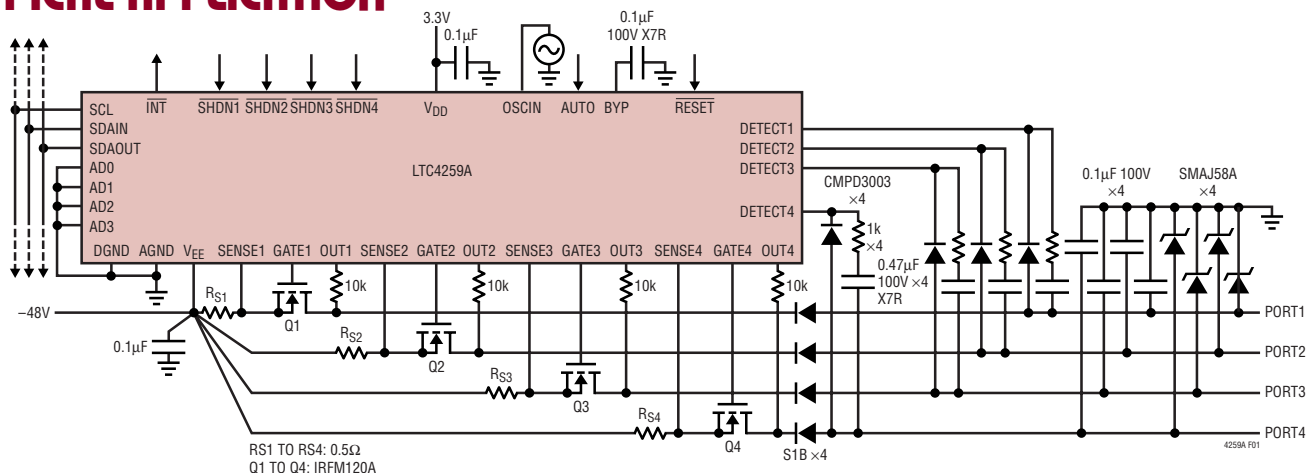 3.3V
0.1µF
0.1µF
100V X7R
SCL
SDAIN
SDAOUT
AD0
AD1
AD2
AD3
INT
SHDN1 SHDN2 SHDN3 SHDN4
VDD
OSCIN
AUTO
BYP
RESET
LTC4259A
DETECT1
DETECT2
DETECT3
DETECT4
DGND AGND VEE SENSE1 GATE1 OUT1 SENSE2 GATE2 OUT2 SENSE3 GATE3 OUT3 SENSE4 GATE4 OUT4
CMPD3003
×4
1k
×4
0.47µF
100V ×4
X7R
0.1µF 100V
×4
SMAJ58A
×4
10k
10k
10k
10k
–48V
RS1
Q1
PORT1
0.1µF
RS2
Q2
PORT2
RS3
Q3
PORT3
RS4
Q4
S1B ×4
PORT4
RS1 TO RS4: 0.5Ω
Q1 TO Q4: IRFM120A
4259A F01